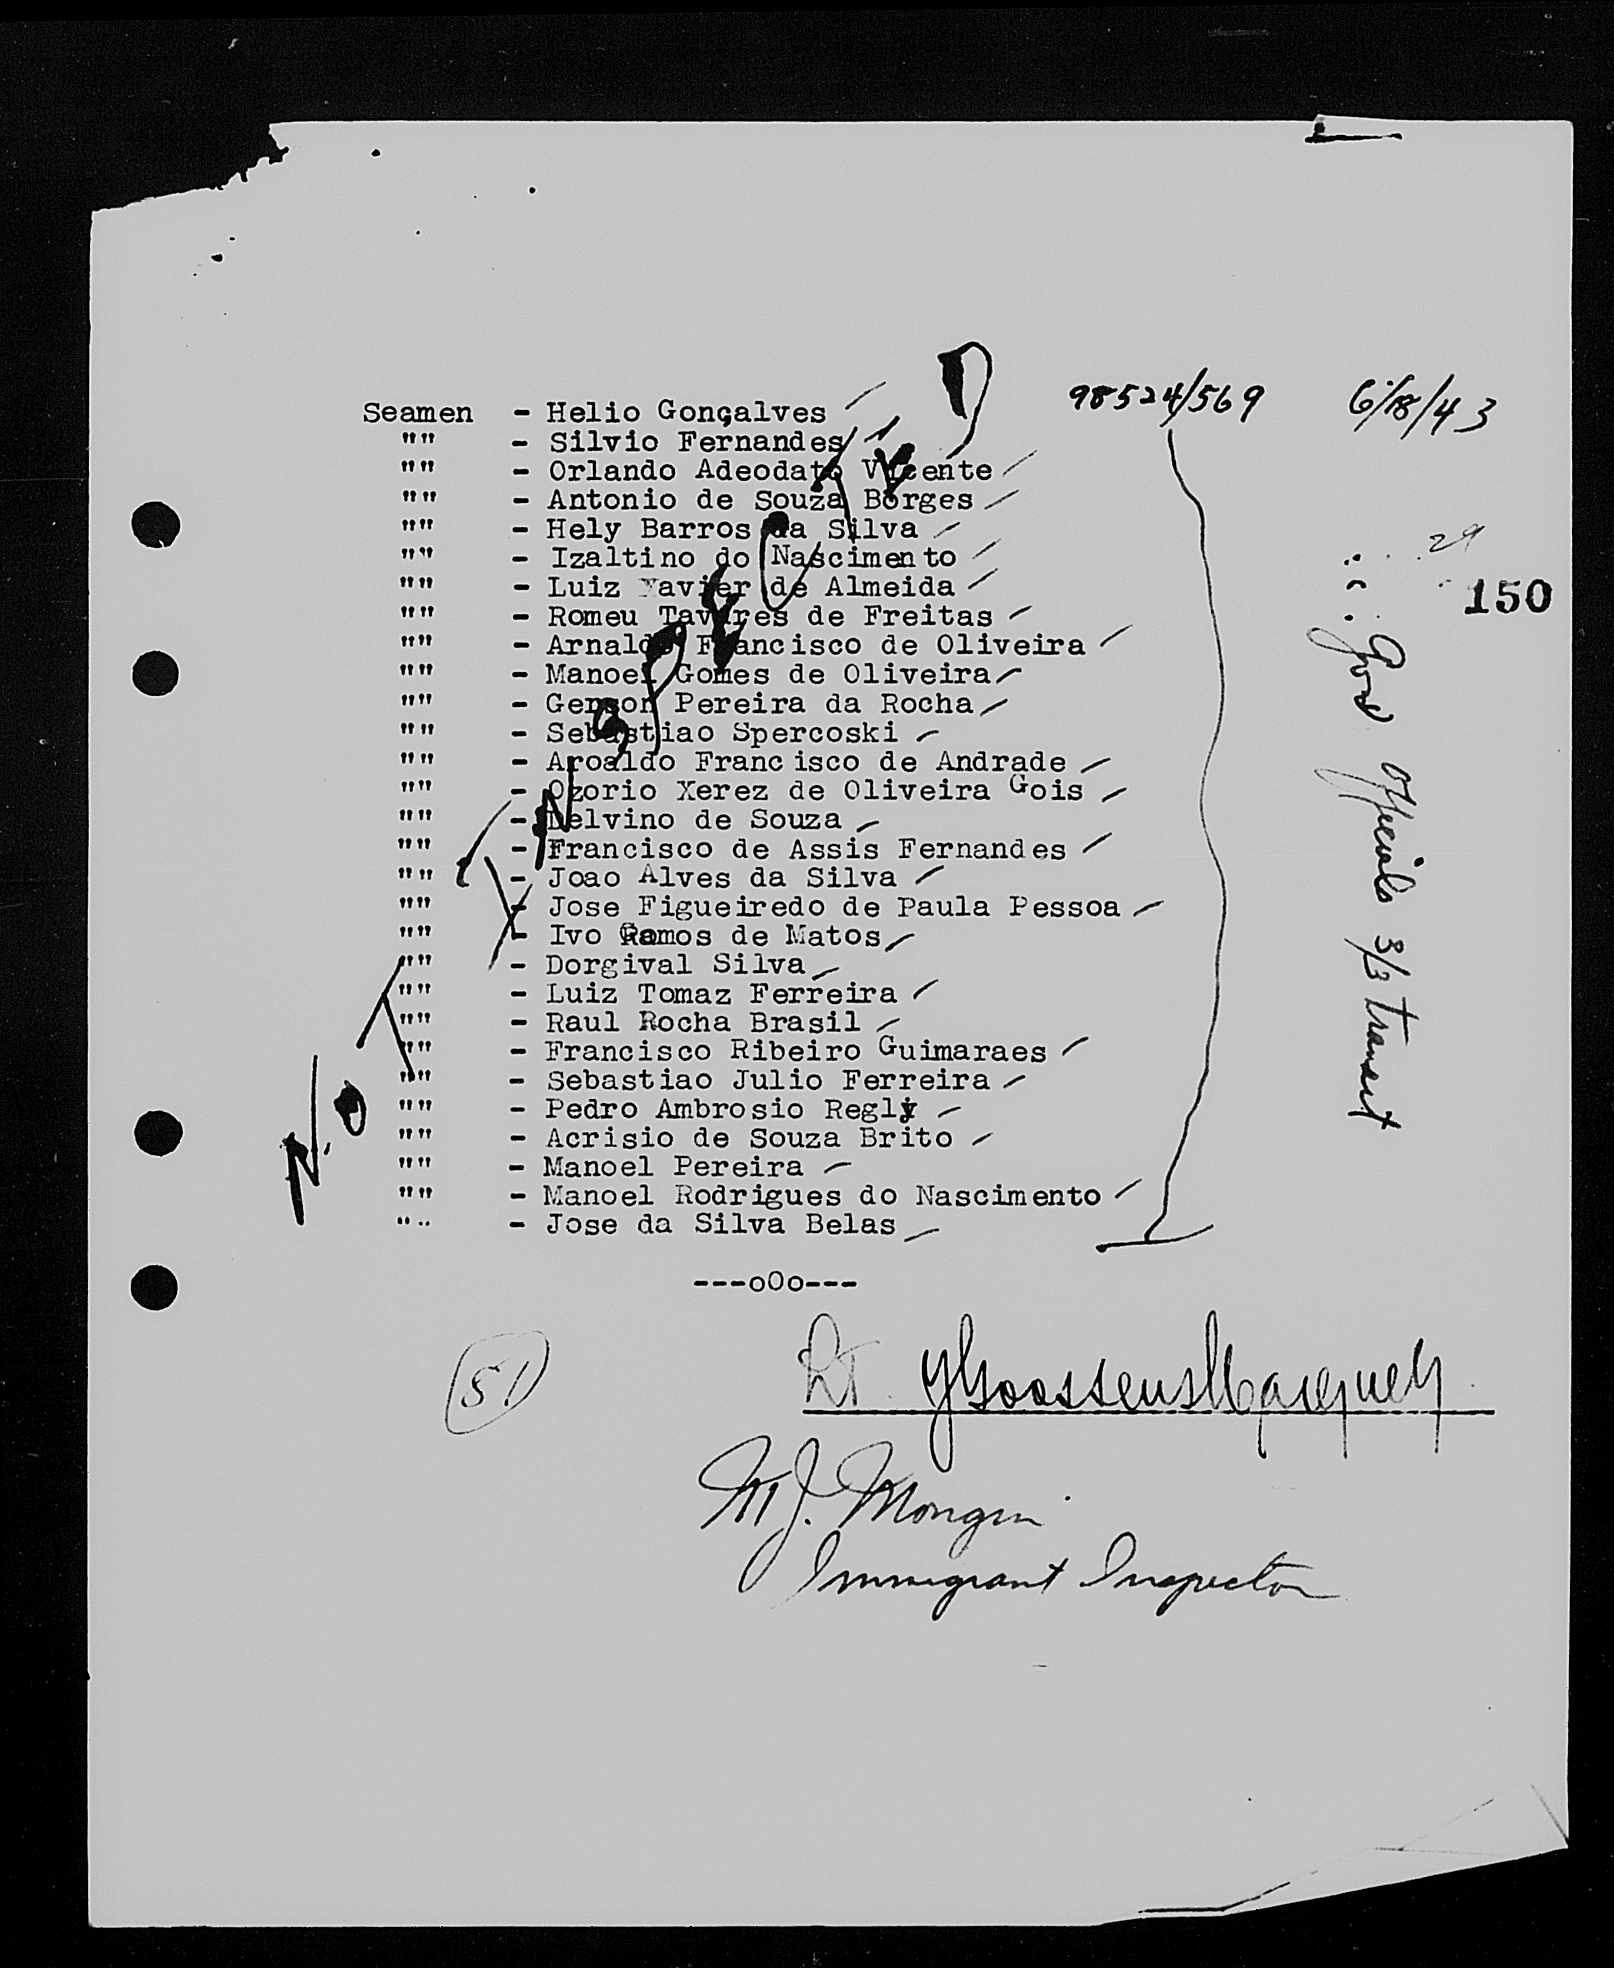 Seamen - Helio Gonçalves 98524/569 6/18/43
"" - Silvio Fernandes
"" - Orlando Adeodato Vicente
"" - Antonio de Souza Borges
"" - Hely Barros da Silva
"" - Izaltino do Nascimento
"" - Luiz Xavier de Almeida
"" - Romeu Tavares de Freitas
"" - Arnaldo Francisco de Oliveira
"" - Manoel Gomes de Oliveira
"" - Gerson Pereira da Rocha
"" - Sebastiao Spercoski
"" - Aroaldo Francisco de Andrade
"" - Ozorio Xerez de Oliveira Gois
"" - Delvino de Souza
"" - Francisco de Assis Fernandes
"" - Joao Alves da Silva
"" - Jose Figueiredo de Paula Pessoa
"" - Ivo Ramos de Matos
"" - Dorgival Silva
"" - Luiz Tomaz Ferreira
"" - Raul Rocha Brasil
"" - Francisco Ribeiro Guimaraes
"" - Sebastiao Julio Ferreira
"" - Pedro Ambrosio Regly
"" - Acrisio de Souza Brito
"" - Manoel Pereira
"" - Manoel Rodrigues do Nascimento
"" - Jose da Silva Belas
29
150
Gov Officials 3/3 transit
NOT INSPECTED
---oOo---
51
LT
M J. Mongin
Immigrant Inspector